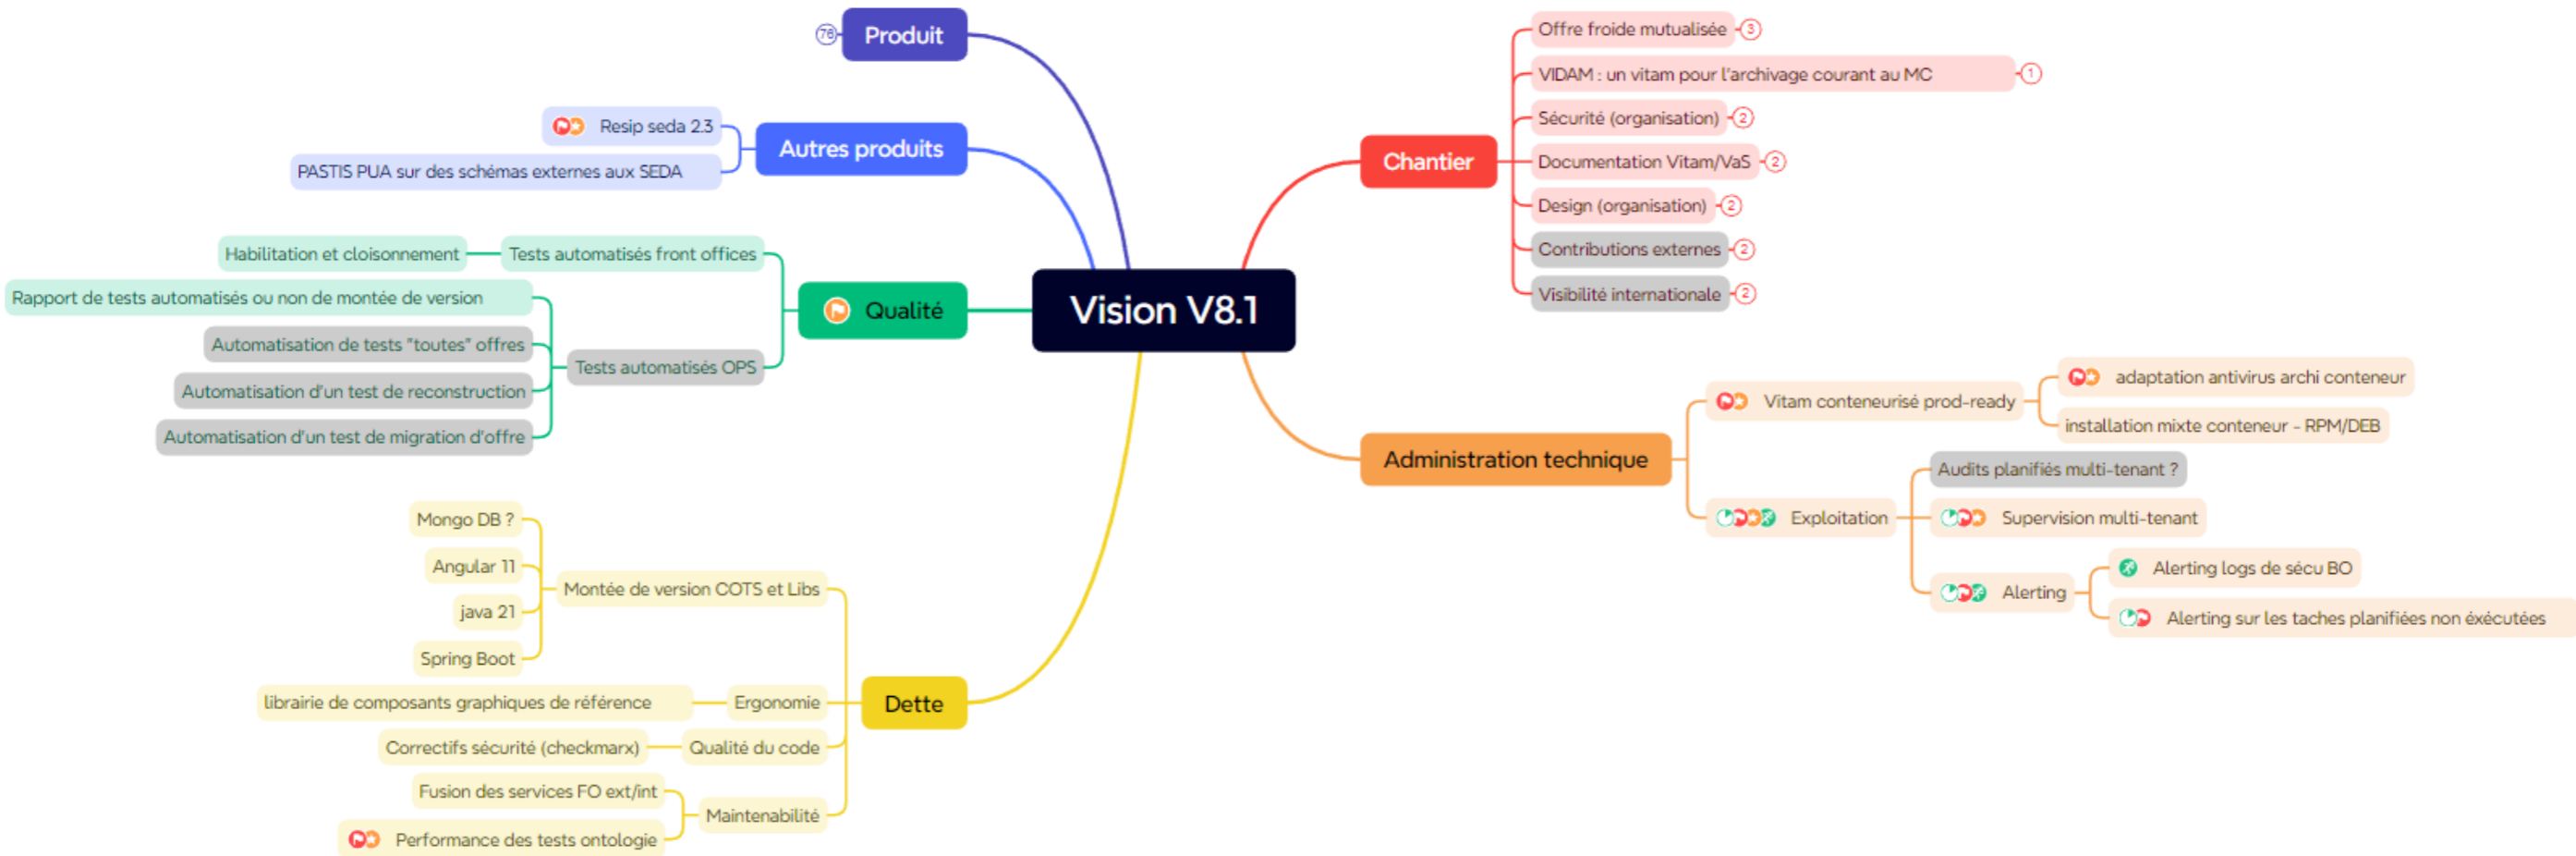 Vision V8.1
Produit
76
Autres produits
Resip seda 2.3
PASTIS PUA sur des schémas externes aux SEDA
Qualité
Tests automatisés front offices
Habilitation et cloisonnement
Tests automatisés OPS
Rapport de tests automatisés ou non de montée de version
Automatisation de tests "toutes" offres
Automatisation d'un test de reconstruction
Automatisation d'un test de migration d'offre
Dette
Montée de version COTS et Libs
Mongo DB ?
Angular 11
java 21
Spring Boot
Ergonomie
librairie de composants graphiques de référence
Qualité du code
Correctifs sécurité (checkmarx)
Maintenabilité
Fusion des services FO ext/int
Performance des tests ontologie
Chantier
Offre froide mutualisée
3
VIDAM : un vitam pour l'archivage courant au MC
1
Sécurité (organisation)
2
Documentation Vitam/VaS
2
Design (organisation)
2
Contributions externes
2
Visibilité internationale
2
Administration technique
Vitam conteneurisé prod-ready
adaptation antivirus archi conteneur
installation mixte conteneur - RPM/DEB
Exploitation
Audits planifiés multi-tenant ?
Supervision multi-tenant
Alerting
Alerting logs de sécu BO
Alerting sur les taches planifiées non éxécutées